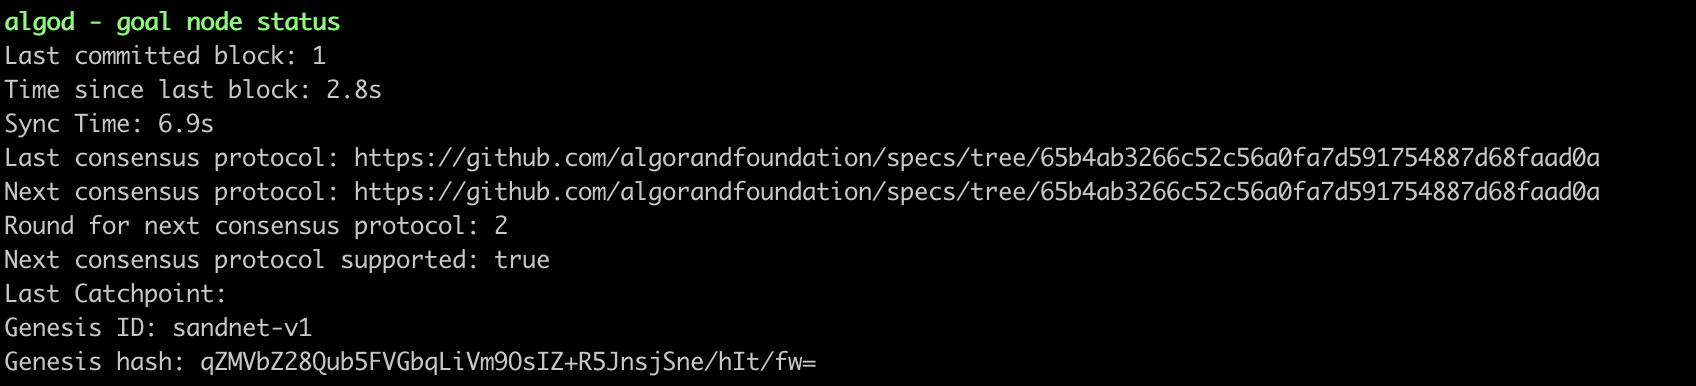 algod - goal node status
Last committed block: 1
Time since last block: 2.8s
Sync Time: 6.9s
Last consensus protocol: https://github.com/algorandfoundation/specs/tree/65b4ab3266c52c56a0fa7d591754887d68faad0a
Next consensus protocol: https://github.com/algorandfoundation/specs/tree/65b4ab3266c52c56a0fa7d591754887d68faad0a
Round for next consensus protocol: 2
Next consensus protocol supported: true
Last Catchpoint:
Genesis ID: sandnet-v1
Genesis hash: qZMVbZ28Qub5FVGbqLiVm9OsIZ+R5JnsjSne/hIt/fw=